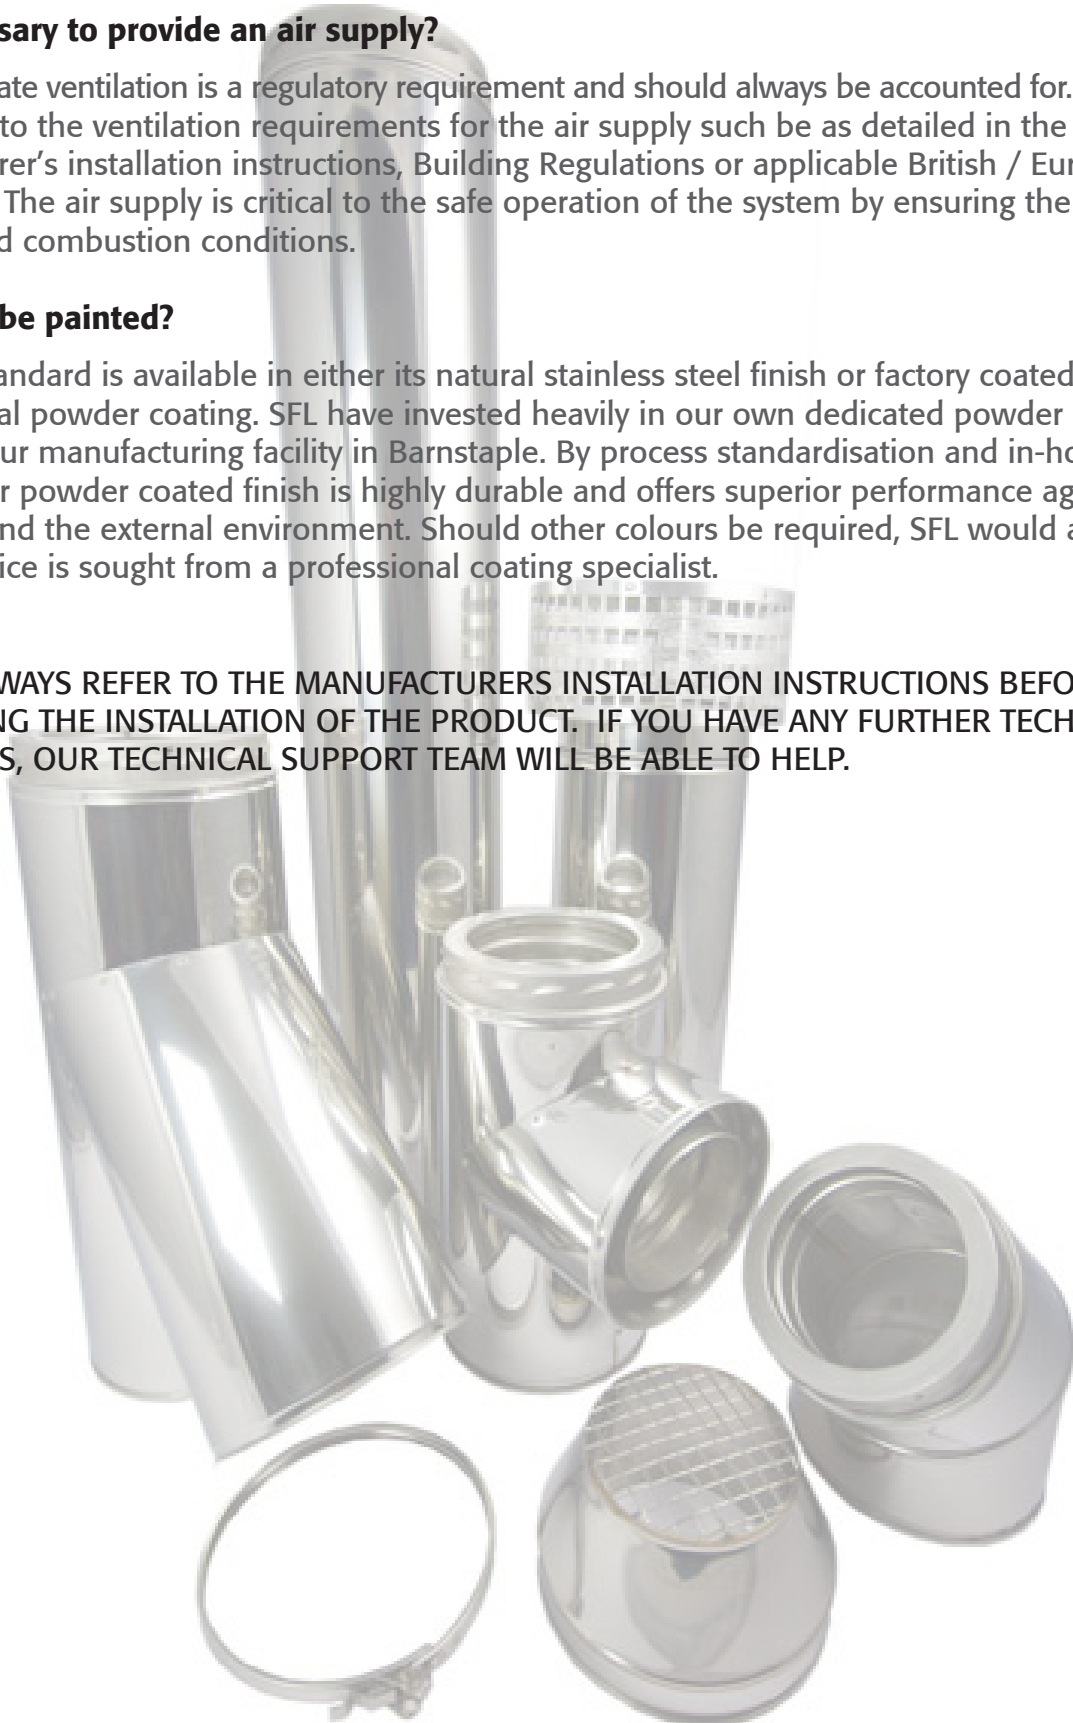 sary to provide an air supply?
ate ventilation is a regulatory requirement and should always be accounted for.
to the ventilation requirements for the air supply such be as detailed in the
rer's installation instructions, Building Regulations or applicable British / Eur
The air supply is critical to the safe operation of the system by ensuring the
d combustion conditions.
be painted?
andard is available in either its natural stainless steel finish or factory coated
al powder coating. SFL have invested heavily in our own dedicated powder
ur manufacturing facility in Barnstaple. By process standardisation and in-ho
r powder coated finish is highly durable and offers superior performance ag
nd the external environment. Should other colours be required, SFL would a
ice is sought from a professional coating specialist.
WAYS REFER TO THE MANUFACTURERS INSTALLATION INSTRUCTIONS BEFO
NG THE INSTALLATION OF THE PRODUCT. IF YOU HAVE ANY FURTHER TECH
S, OUR TECHNICAL SUPPORT TEAM WILL BE ABLE TO HELP.